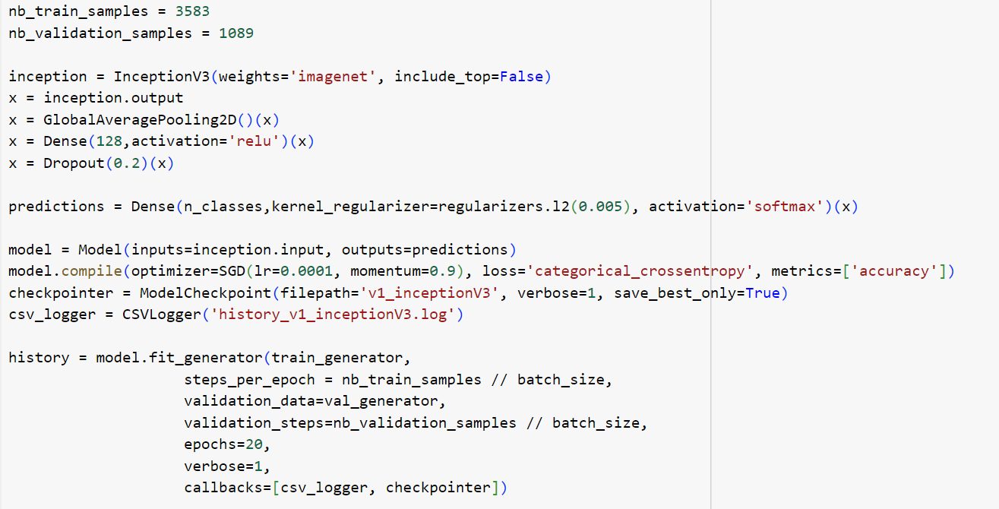 nb_train_samples = 3583
nb_validation_samples = 1089
inception = InceptionV3(weights='imagenet', include_top=False)
x = inception.output
x = GlobalAveragePooling2D()(x)
x = Dense(128,activation='relu')(x)
x = Dropout(0.2)(x)
predictions = Dense(n_classes,kernel_regularizer=regularizers.l2(0.005), activation='softmax')(x)
model = Model(inputs=inception.input, outputs=predictions)
model.compile(optimizer=SGD(lr=0.0001, momentum=0.9), loss='categorical_crossentropy', metrics=['accuracy'])
checkpointer = ModelCheckpoint(filepath='v1_inceptionV3', verbose=1, save_best_only=True)
csv_logger = CSVLogger('history_v1_inceptionV3.log')
history = model.fit_generator(train_generator,
steps_per_epoch = nb_train_samples // batch_size,
validation_data=val_generator,
validation_steps=nb_validation_samples // batch_size,
epochs=20,
verbose=1,
callbacks=[csv_logger, checkpointer])